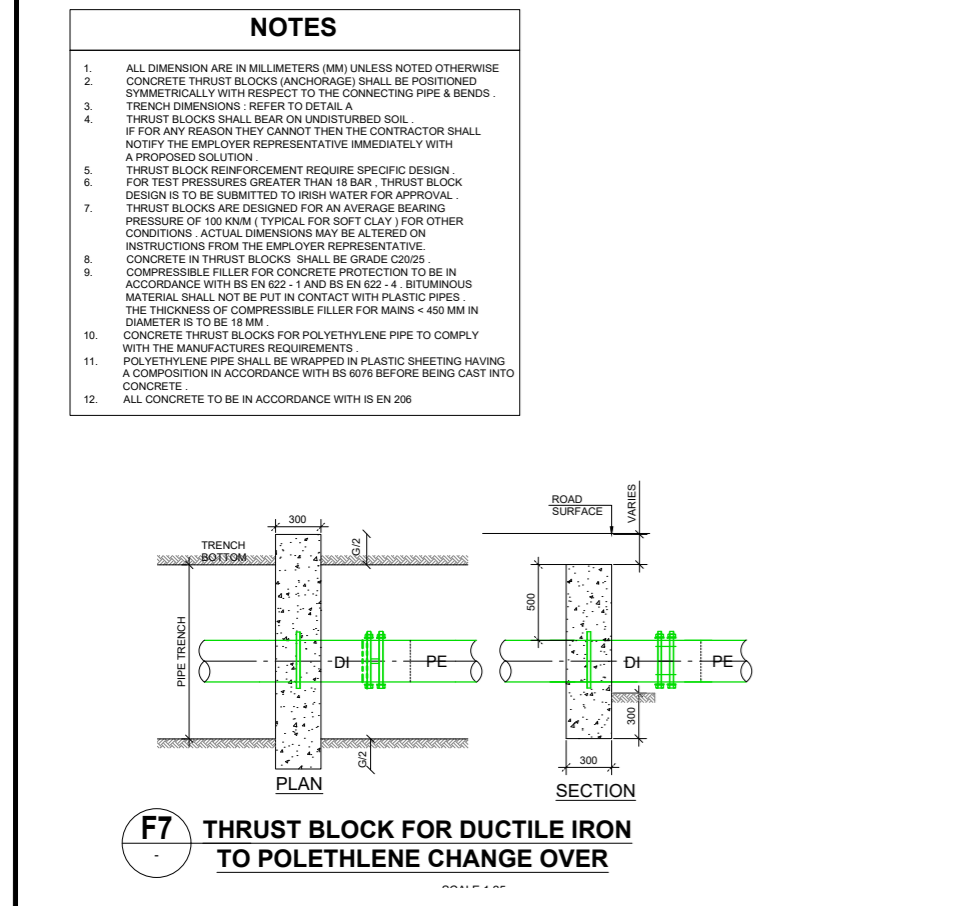 NOTES
1. ALL DIMENSION ARE IN MILLIMETERS (MM) UNLESS NOTED OTHERWISE
2. CONCRETE THRUST BLOCKS (ANCHORAGE) SHALL BE POSITIONED
SYMMETRICALLY WITH RESPECT TO THE CONNECTING PIPE & BENDS .
3. TRENCH DIMENSIONS : REFER TO DETAIL A
4. THRUST BLOCKS SHALL BEAR ON UNDISTURBED SOIL .
IF FOR ANY REASON THEY CANNOT THEN THE CONTRACTOR SHALL
NOTIFY THE EMPLOYER REPRESENTATIVE IMMEDIATELY WITH
A PROPOSED SOLUTION .
5. THRUST BLOCK REINFORCEMENT REQUIRE SPECIFIC DESIGN .
6. FOR TEST PRESSURES GREATER THAN 18 BAR , THRUST BLOCK
DESIGN IS TO BE SUBMITTED TO IRISH WATER FOR APPROVAL .
7. THRUST BLOCKS ARE DESIGNED FOR AN AVERAGE BEARING
PRESSURE OF 100 KN/M ( TYPICAL FOR SOFT CLAY ) FOR OTHER
CONDITIONS . ACTUAL DIMENSIONS MAY BE ALTERED ON
INSTRUCTIONS FROM THE EMPLOYER REPRESENTATIVE.
8. CONCRETE IN THRUST BLOCKS SHALL BE GRADE C20/25 .
9. COMPRESSIBLE FILLER FOR CONCRETE PROTECTION TO BE IN
ACCORDANCE WITH BS EN 622 - 1 AND BS EN 622 - 4 . BITUMINOUS
MATERIAL SHALL NOT BE PUT IN CONTACT WITH PLASTIC PIPES .
THE THICKNESS OF COMPRESSIBLE FILLER FOR MAINS < 450 MM IN
DIAMETER IS TO BE 18 MM .
10. CONCRETE THRUST BLOCKS FOR POLYETHYLENE PIPE TO COMPLY
WITH THE MANUFACTURES REQUIREMENTS .
11. POLYETHYLENE PIPE SHALL BE WRAPPED IN PLASTIC SHEETING HAVING
A COMPOSITION IN ACCORDANCE WITH BS 6076 BEFORE BEING CAST INTO
CONCRETE .
12. ALL CONCRETE TO BE IN ACCORDANCE WITH IS EN 206
300
TRENCH
BOTTOM
G/2
PIPE TRENCH
DI
PE
G/2
PLAN
ROAD
SURFACE
VARIES
500
DI
PE
300
300
SECTION
F7
-
THRUST BLOCK FOR DUCTILE IRON
TO POLETHLENE CHANGE OVER